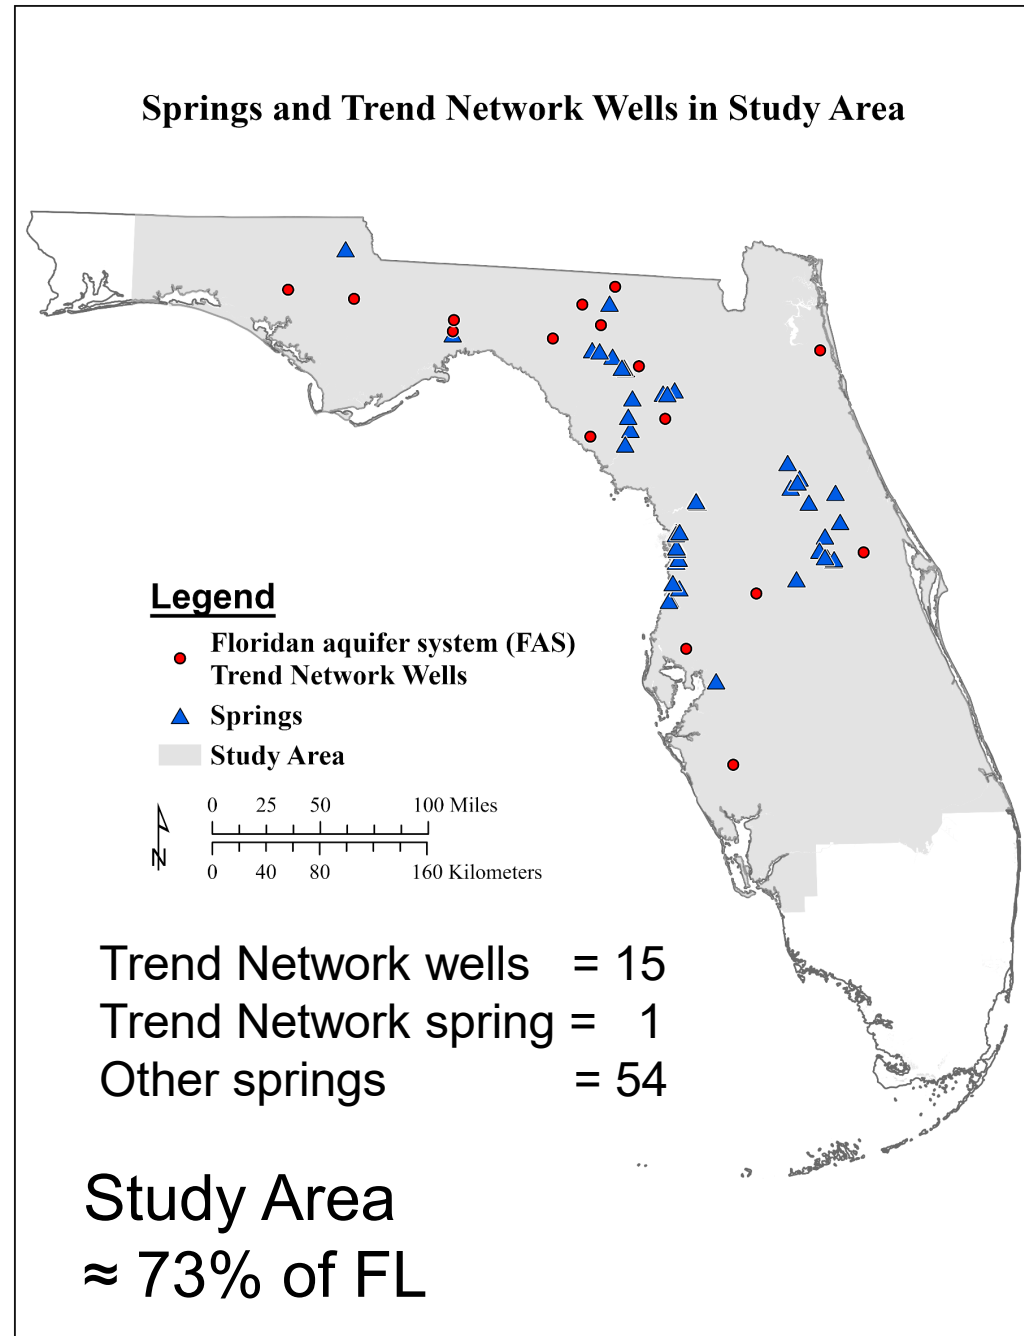 Springs and Trend Network Wells in Study Area
Legend
Floridan aquifer system (FAS)
Trend Network Wells
Springs
Study Area
0 25 50 100 Miles
N
0 40 80 160 Kilometers
Trend Network wells = 15
Trend Network spring = 1
Other springs = 54
Study Area
≈ 73% of FL